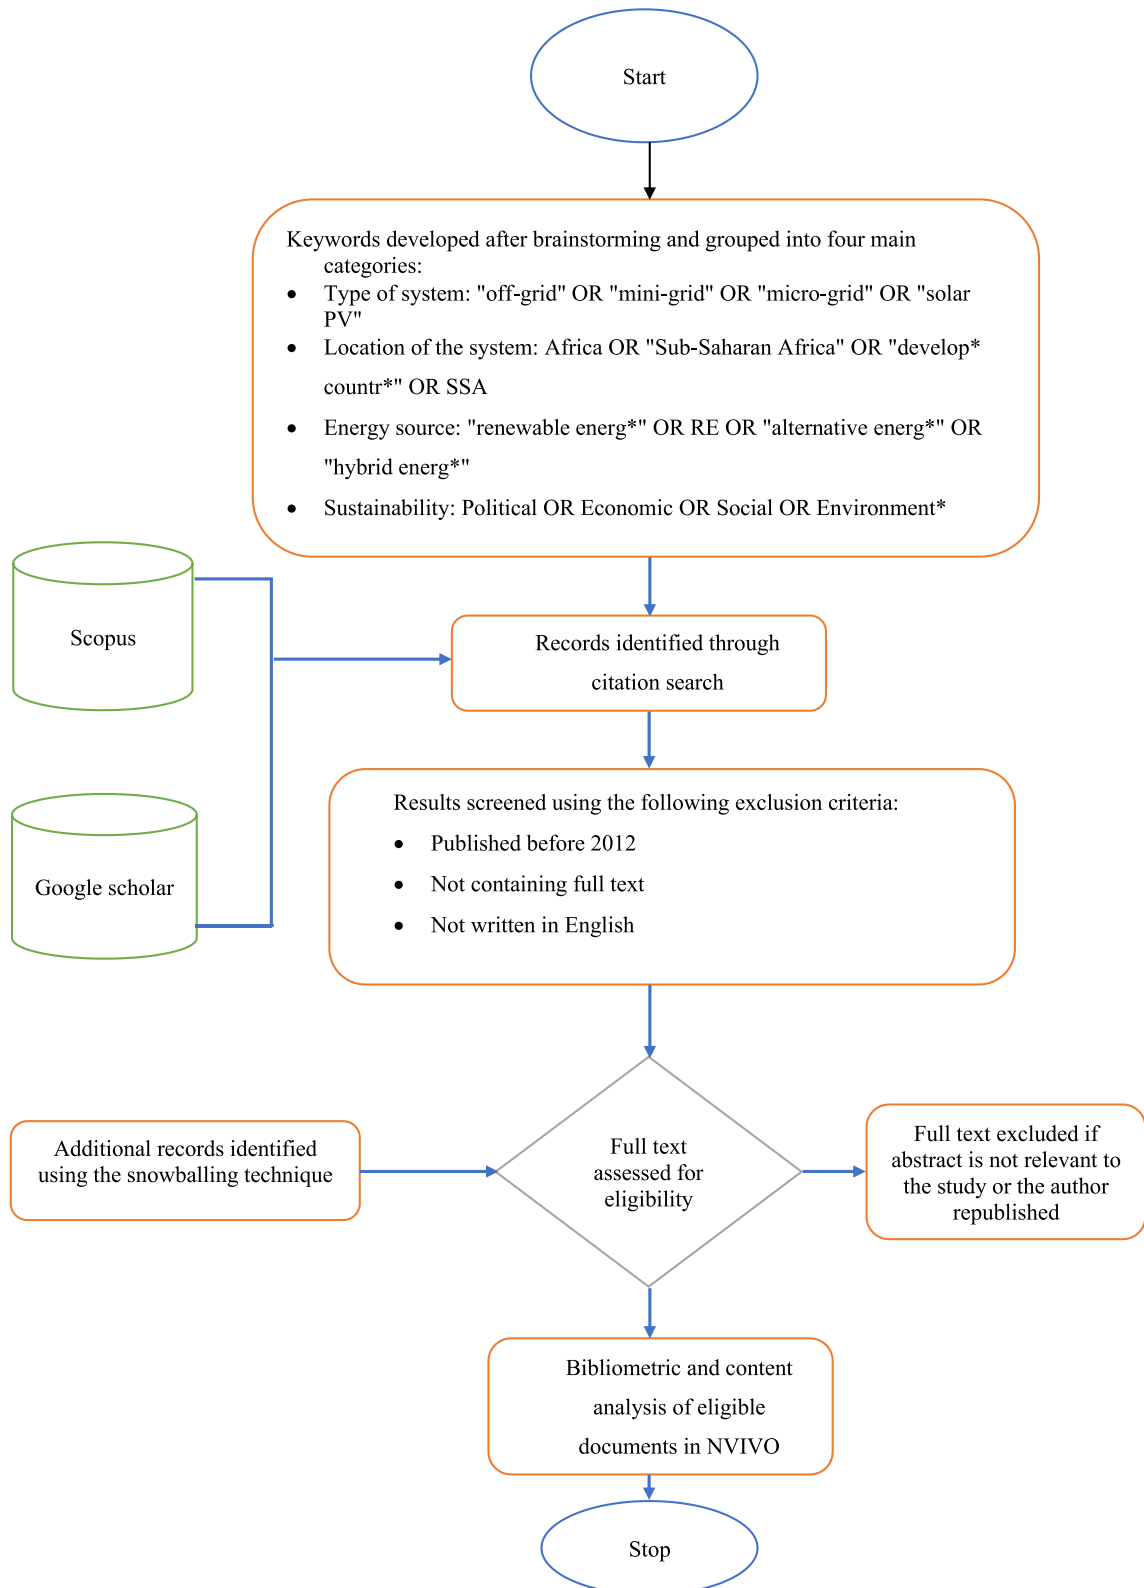 Start
Keywords developed after brainstorming and grouped into four main
categories:
• Type of system: "off-grid" OR "mini-grid" OR "micro-grid" OR "solar
PV"
• Location of the system: Africa OR "Sub-Saharan Africa" OR "develop*
countr*" OR SSA
• Energy source: "renewable energ*" OR RE OR "alternative energ*" OR
"hybrid energ*"
• Sustainability: Political OR Economic OR Social OR Environment*
Scopus
Records identified through
citation search
Google scholar
Results screened using the following exclusion criteria:
• Published before 2012
• Not containing full text
• Not written in English
Additional records identified
using the snowballing technique
Full text
assessed for
eligibility
Full text excluded if
abstract is not relevant to
the study or the author
republished
Bibliometric and content
analysis of eligible
documents in NVIVO
Stop